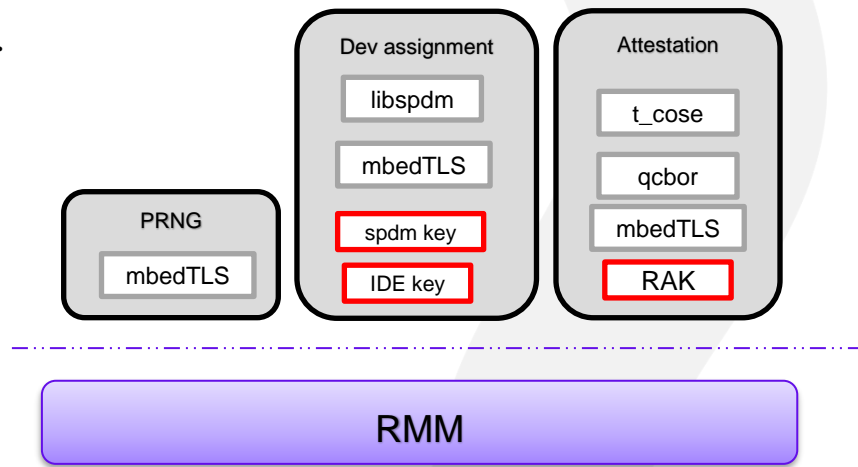 Dev assignment
libspdm
mbedTLS
spdm key
IDE key
Attestation
t_cose
qcbor
mbedTLS
RAK
PRNG
mbedTLS
RMM